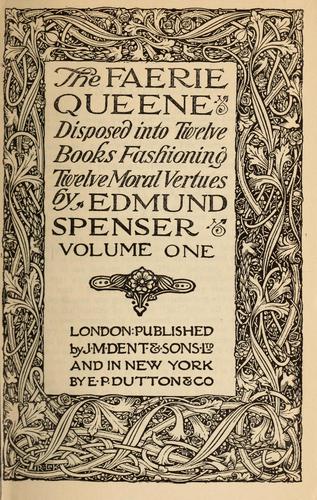 The FAERIE
QUEENE
Disposed into Twelve
Books Fashioning
Twelve Moral Vertues
by EDMUND
SPENSER
VOLUME ONE
LONDON: PUBLISHED
by J·M·DENT·&·SONS·LTD
AND IN NEW YORK
BY E·P·DUTTON & CO